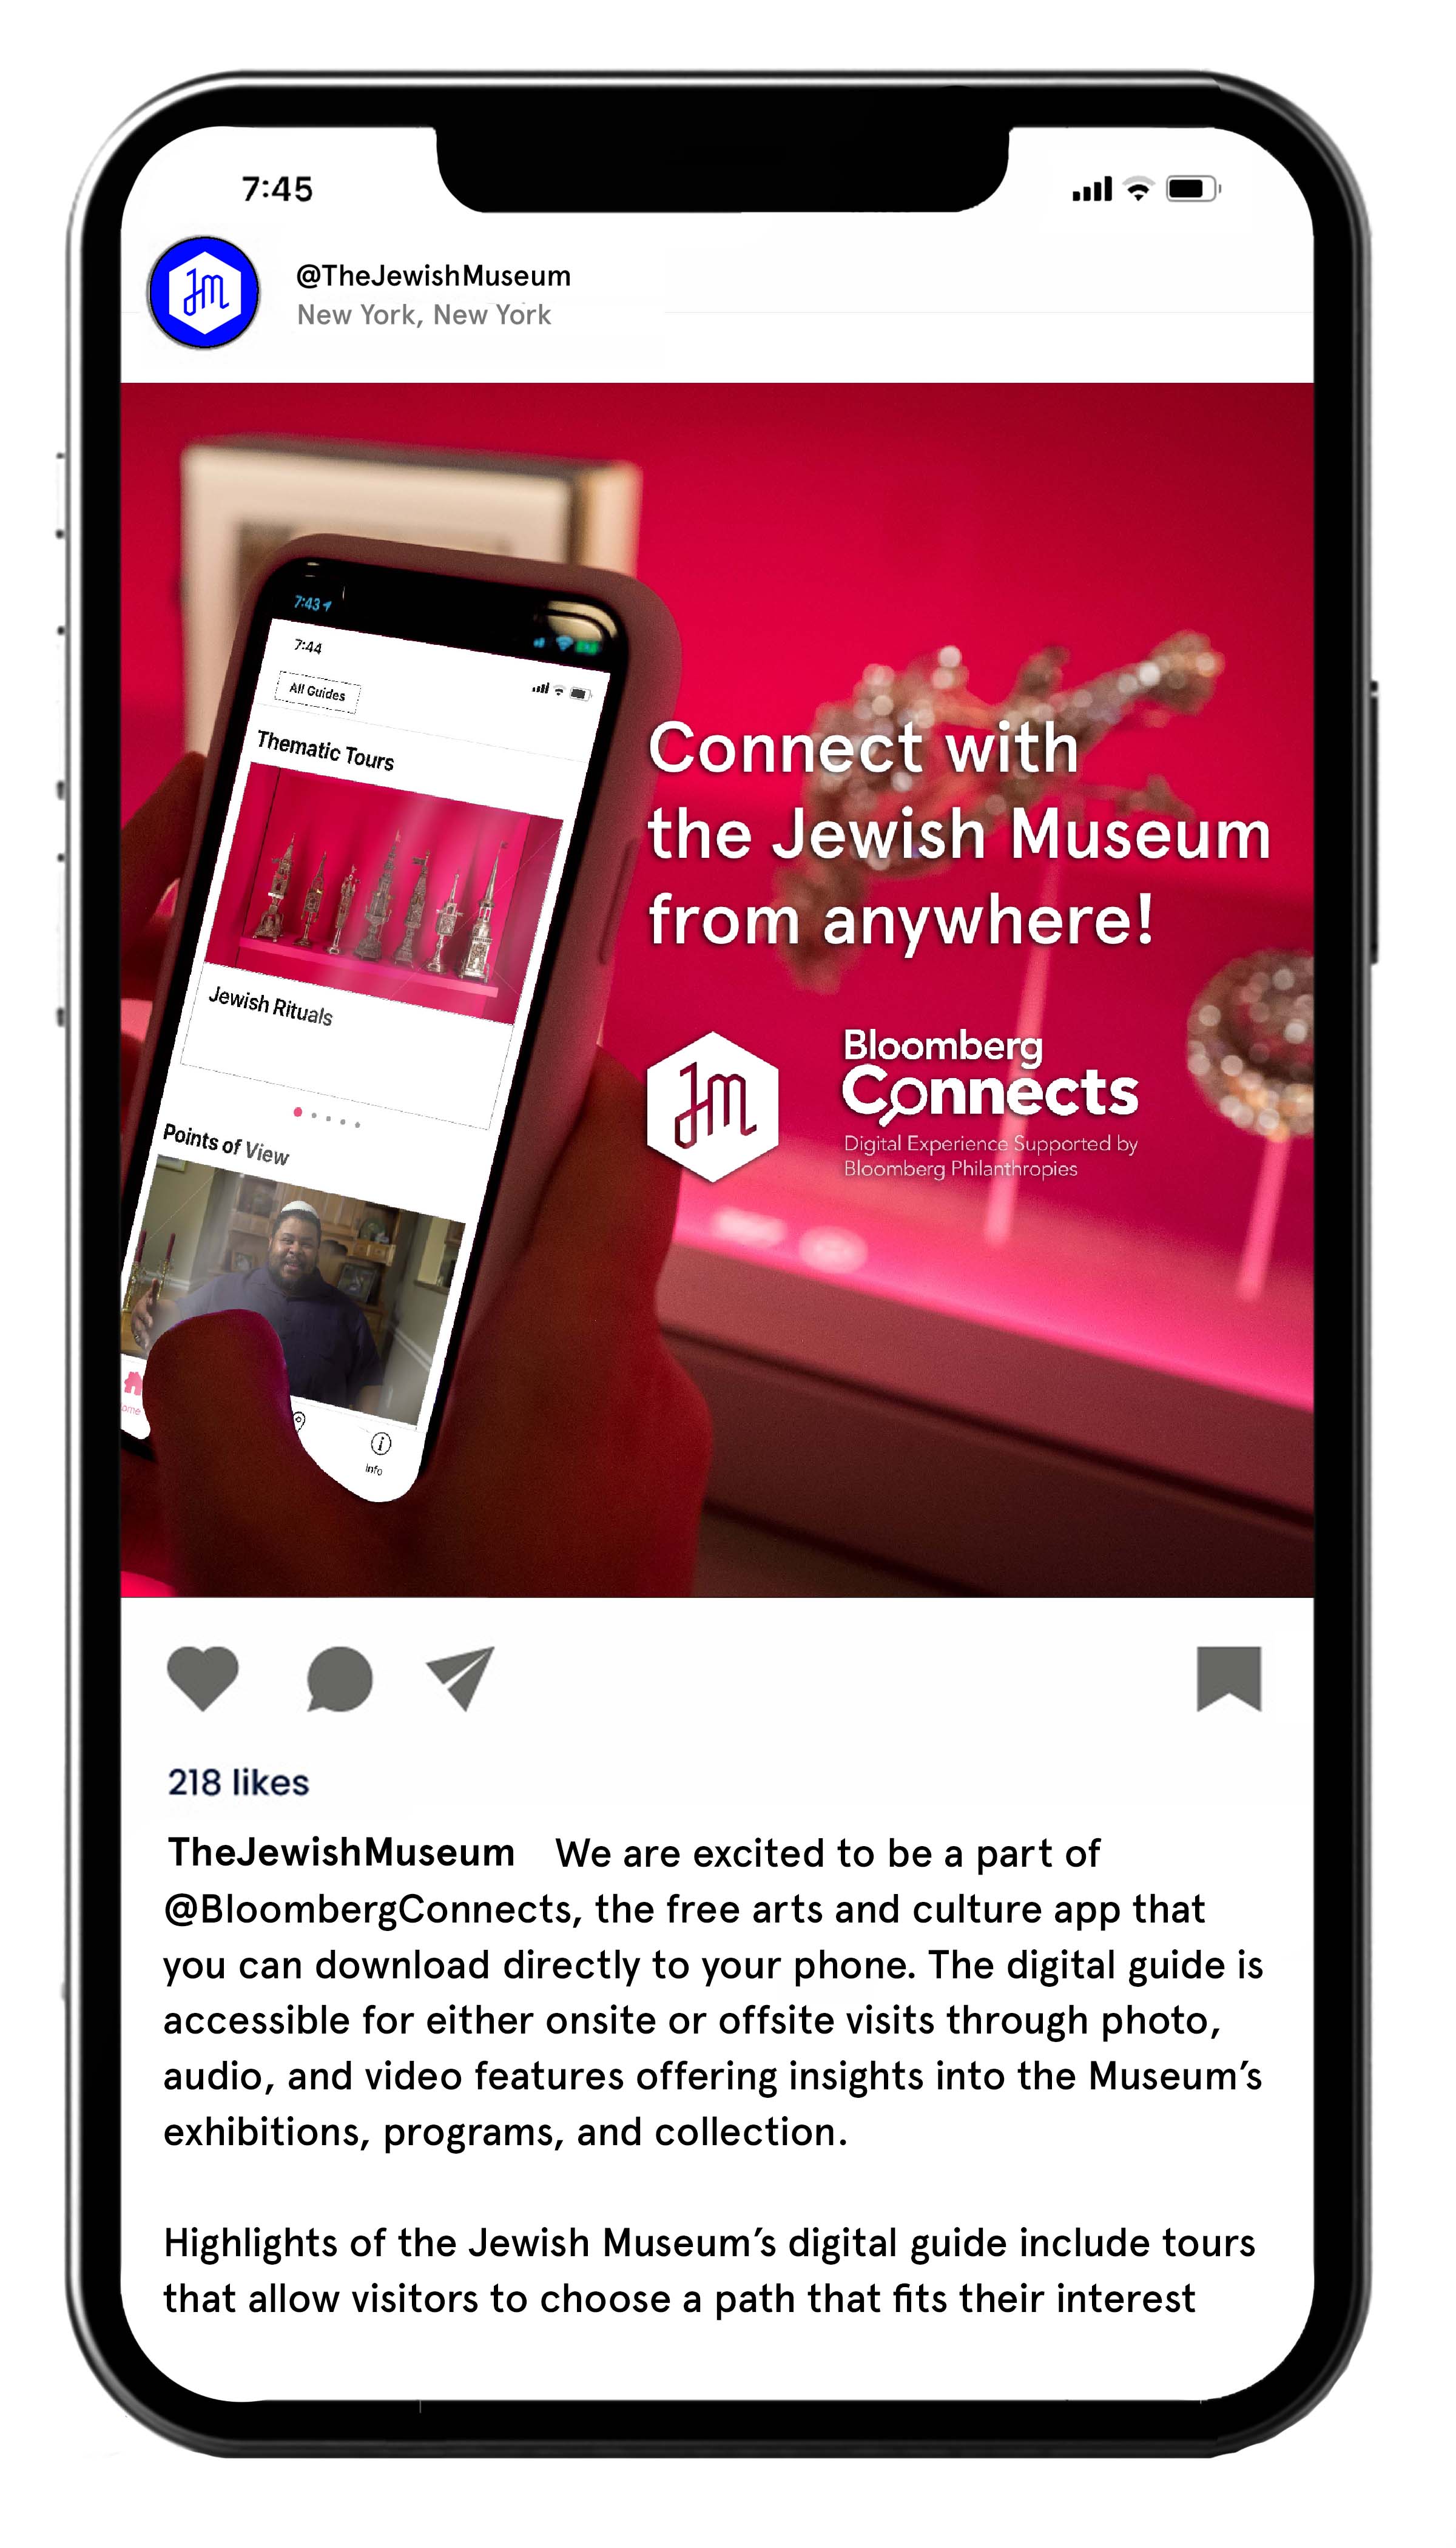 7:45
@TheJewishMuseum
New York, New York
7:43
7:44
All Guides
Thematic Tours
Jewish Rituals
Points of View
ome
Info
Connect with
the Jewish Museum
from anywhere!
JM
Bloomberg
Connects
Digital Experience Supported by
Bloomberg Philanthropies
218 likes
TheJewishMuseum We are excited to be a part of
@BloombergConnects, the free arts and culture app that
you can download directly to your phone. The digital guide is
accessible for either onsite or offsite visits through photo,
audio, and video features offering insights into the Museum’s
exhibitions, programs, and collection.
Highlights of the Jewish Museum’s digital guide include tours
that allow visitors to choose a path that fits their interest